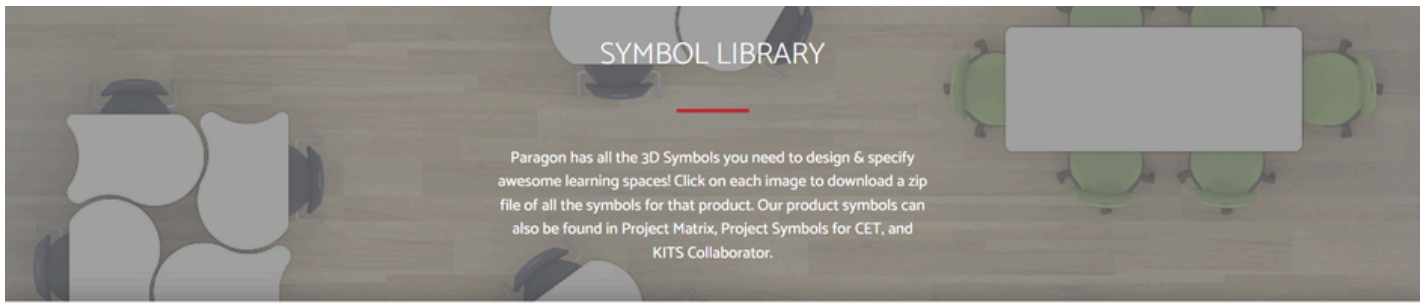 SYMBOL LIBRARY
Paragon has all the 3D Symbols you need to design & specify
awesome learning spaces! Click on each image to download a zip
file of all the symbols for that product. Our product symbols can
also be found in Project Matrix, Project Symbols for CET, and
KITS Collaborator.